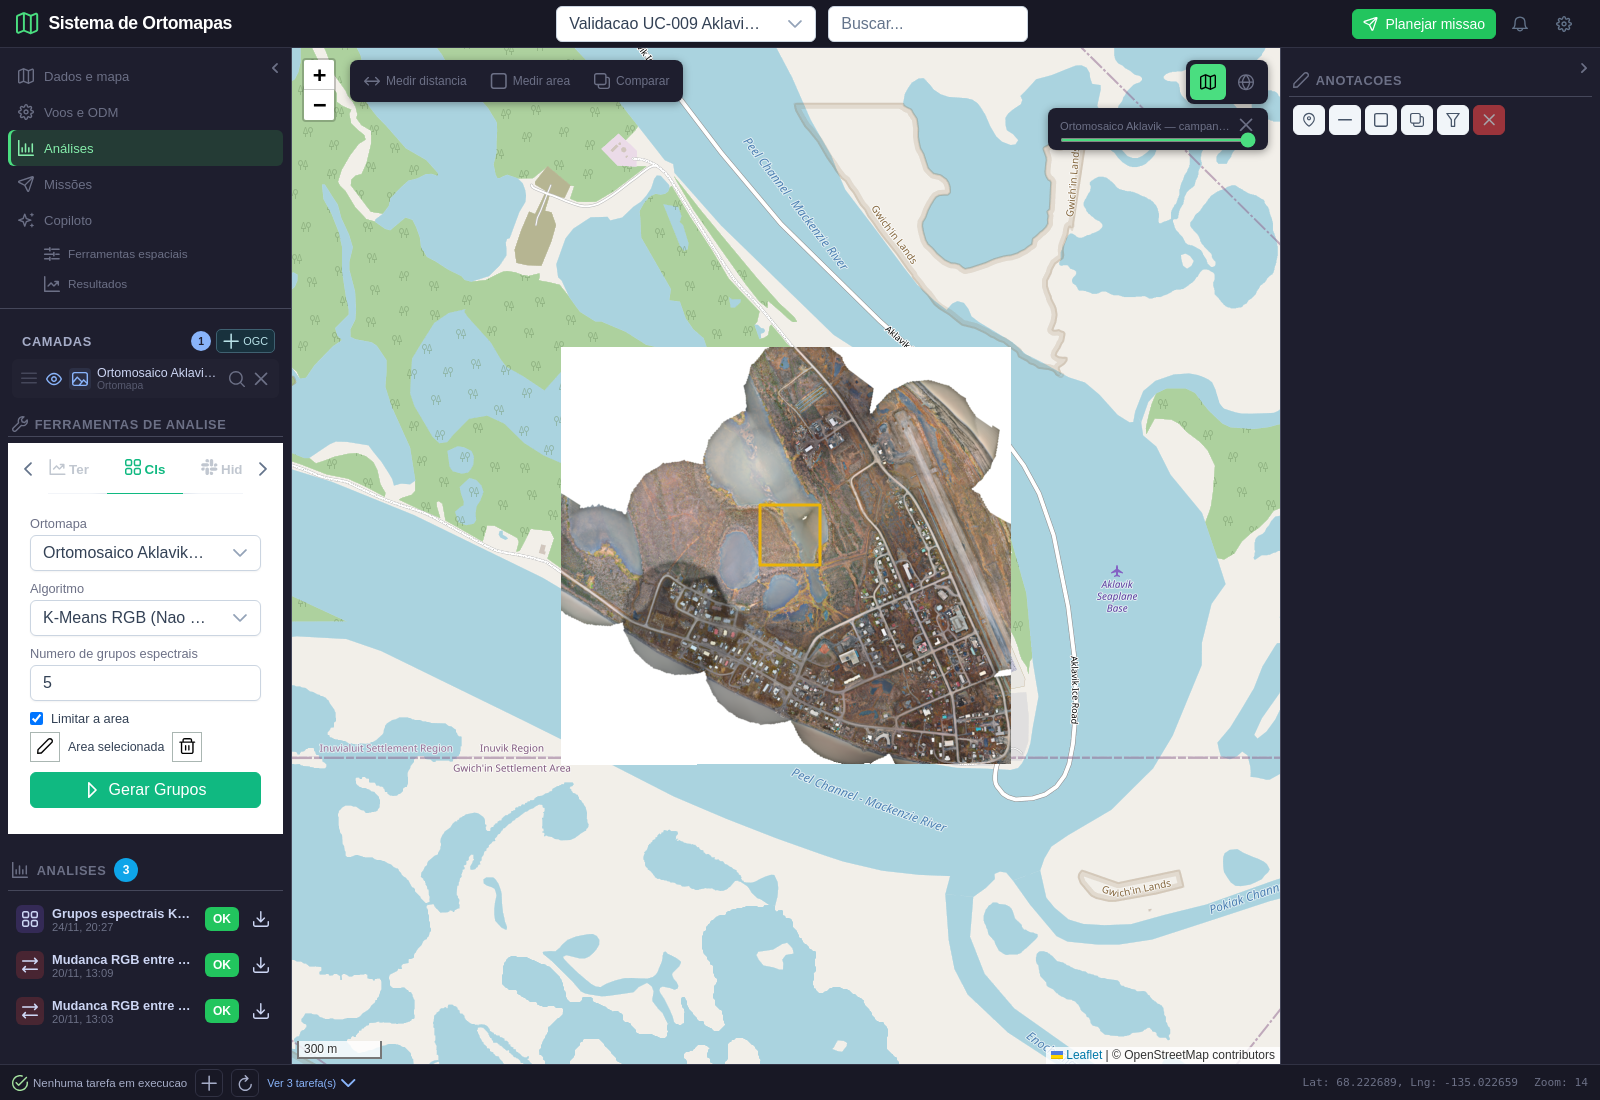 Sistema de Ortomapas
Validacao UC-009 Aklavi…
Buscar...
Planejar missao
Dados e mapa
Voos e ODM
Análises
Missões
Copiloto
Ferramentas espaciais
Resultados
CAMADAS
1
OGC
Ortomosaico Aklavi…
Ortomapa
FERRAMENTAS DE ANALISE
Ter
Cls
Hid
Ortomapa
Ortomosaico Aklavik…
Algoritmo
K-Means RGB (Nao …
Numero de grupos espectrais
5
Limitar a area
Area selecionada
Gerar Grupos
ANALISES
3
Grupos espectrais K…
24/11, 20:27
OK
Mudanca RGB entre …
20/11, 13:09
OK
Mudanca RGB entre …
20/11, 13:03
OK
+
−
Medir distancia
Medir area
Comparar
Ortomosaico Aklavik — campan…
Peel Channel - Mackenzie River
Gwich'in Lands
Gwich'in Lands
Aklavik
Aklavik
Seaplane
Base
Aklavik Ice Road
Inuvialuit Settlement Region
Inuvik Region
Gwich'in Settlement Area
Peel Channel - Mackenzie River
Gwich'in Lands
Pokiak Chann
Enoc
300 m
Leaflet | © OpenStreetMap contributors
ANOTACOES
Nenhuma tarefa em execucao
Ver 3 tarefa(s)
Lat: 68.222689, Lng: -135.022659
Zoom: 14